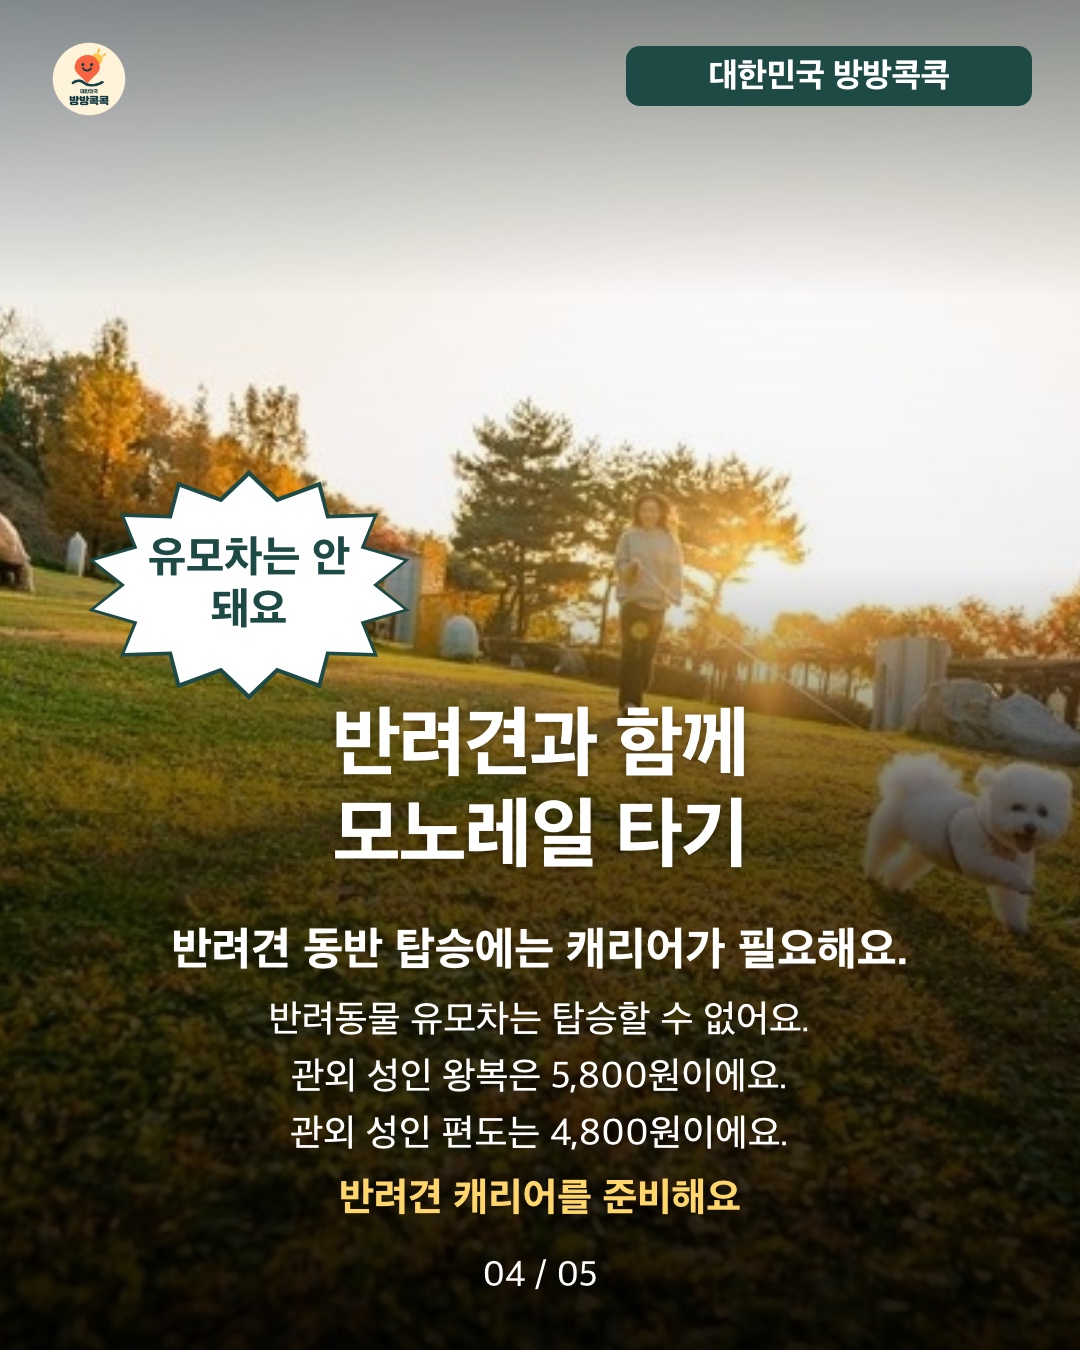 대한민국
방방콕콕
대한민국 방방콕콕
유모차는 안
돼요
반려견과 함께
모노레일 타기
반려견 동반 탑승에는 캐리어가 필요해요.
반려동물 유모차는 탑승할 수 없어요.
관외 성인 왕복은 5,800원이에요.
관외 성인 편도는 4,800원이에요.
반려견 캐리어를 준비해요
04 / 05